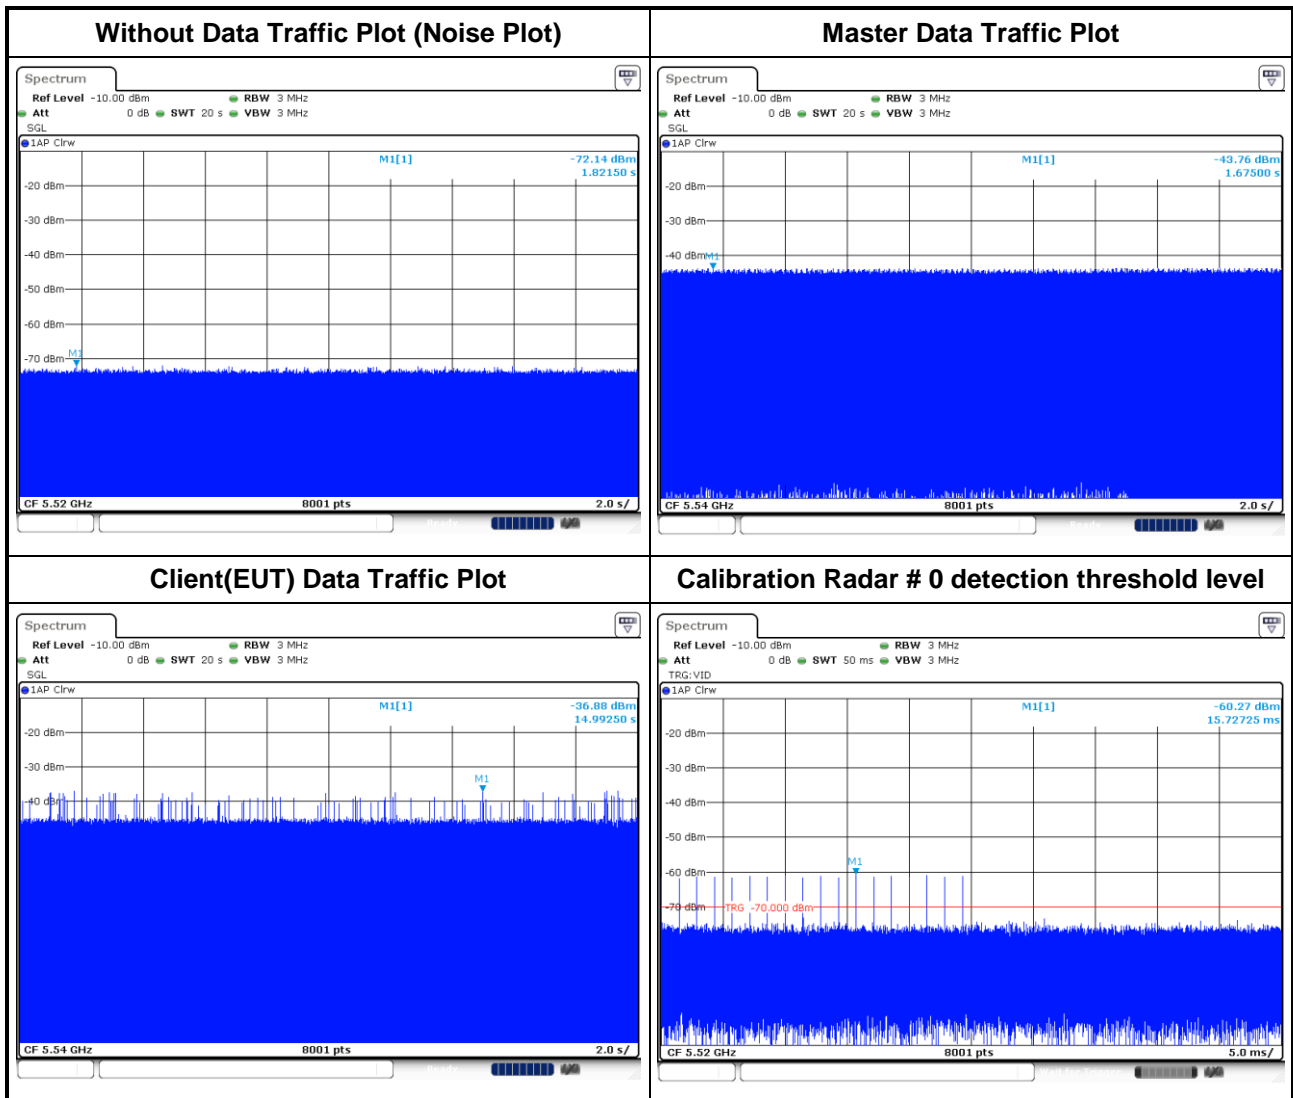 Without Data Traffic Plot (Noise Plot)
Spectrum
Ref Level -10.00 dBm RBW 3 MHz
Att 0 dB SWT 20 s VBW 3 MHz
SGL
1AP Clrw
M1[1] -72.14 dBm
1.82150 s
-20 dBm
-30 dBm
-40 dBm
-50 dBm
-60 dBm
-70 dBm
M1
CF 5.52 GHz 8001 pts 2.0 s/
Master Data Traffic Plot
Spectrum
Ref Level -10.00 dBm RBW 3 MHz
Att 0 dB SWT 20 s VBW 3 MHz
SGL
1AP Clrw
M1[1] -43.76 dBm
1.67500 s
-20 dBm
-30 dBm
-40 dBm M1
CF 5.54 GHz 8001 pts 2.0 s/
Client(EUT) Data Traffic Plot
Spectrum
Ref Level -10.00 dBm RBW 3 MHz
Att 0 dB SWT 20 s VBW 3 MHz
SGL
1AP Clrw
M1[1] -36.88 dBm
14.99250 s
-20 dBm
-30 dBm
M1
-40 dBm
CF 5.54 GHz 8001 pts 2.0 s/
Calibration Radar # 0 detection threshold level
Spectrum
Ref Level -10.00 dBm RBW 3 MHz
Att 0 dB SWT 50 ms VBW 3 MHz
TRG:VID
1AP Clrw
M1[1] -60.27 dBm
15.72725 ms
-20 dBm
-30 dBm
-40 dBm
-50 dBm
M1
-60 dBm
-70 dBm TRG -70.000 dBm
CF 5.52 GHz 8001 pts 5.0 ms/